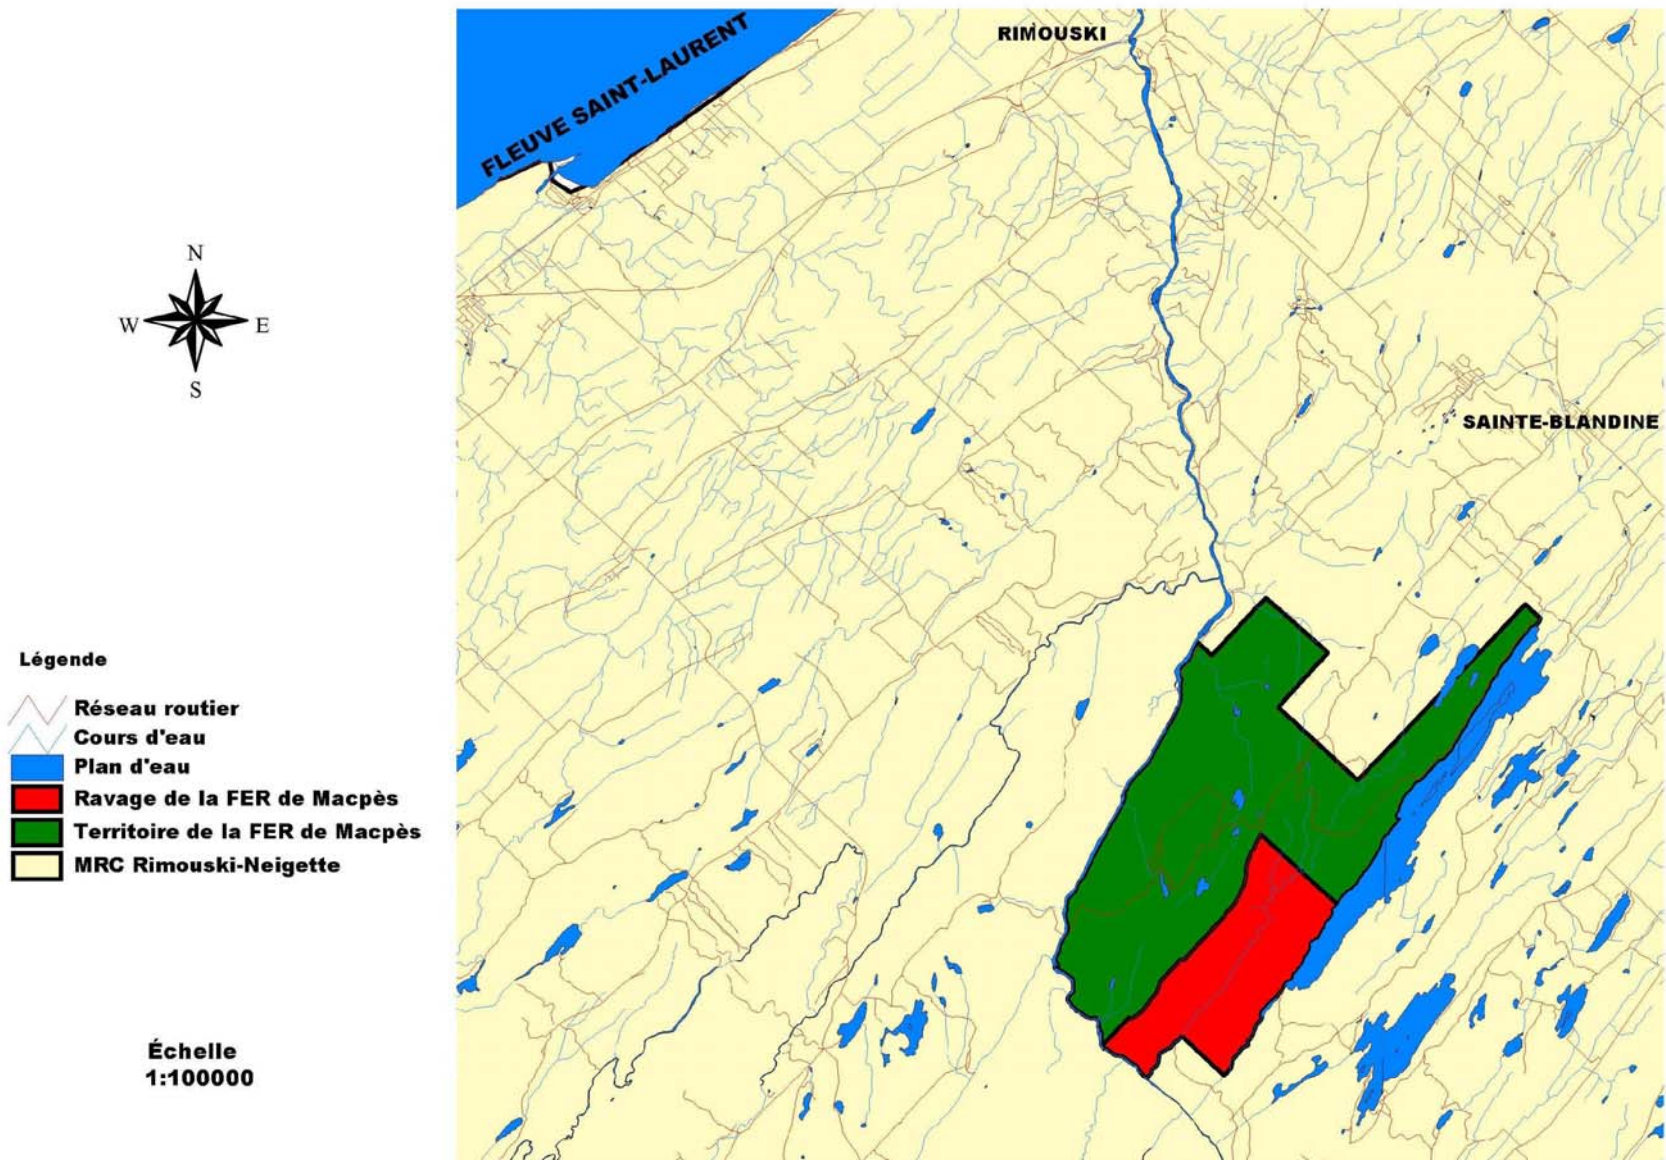 RIMOUSKI
FLEUVE SAINT-LAURENT
N
W
E
S
SAINTE-BLANDINE
Légende
Réseau routier
Cours d'eau
Plan d'eau
Ravage de la FER de Macpès
Territoire de la FER de Macpès
MRC Rimouski-Neigette
Échelle
1:100000